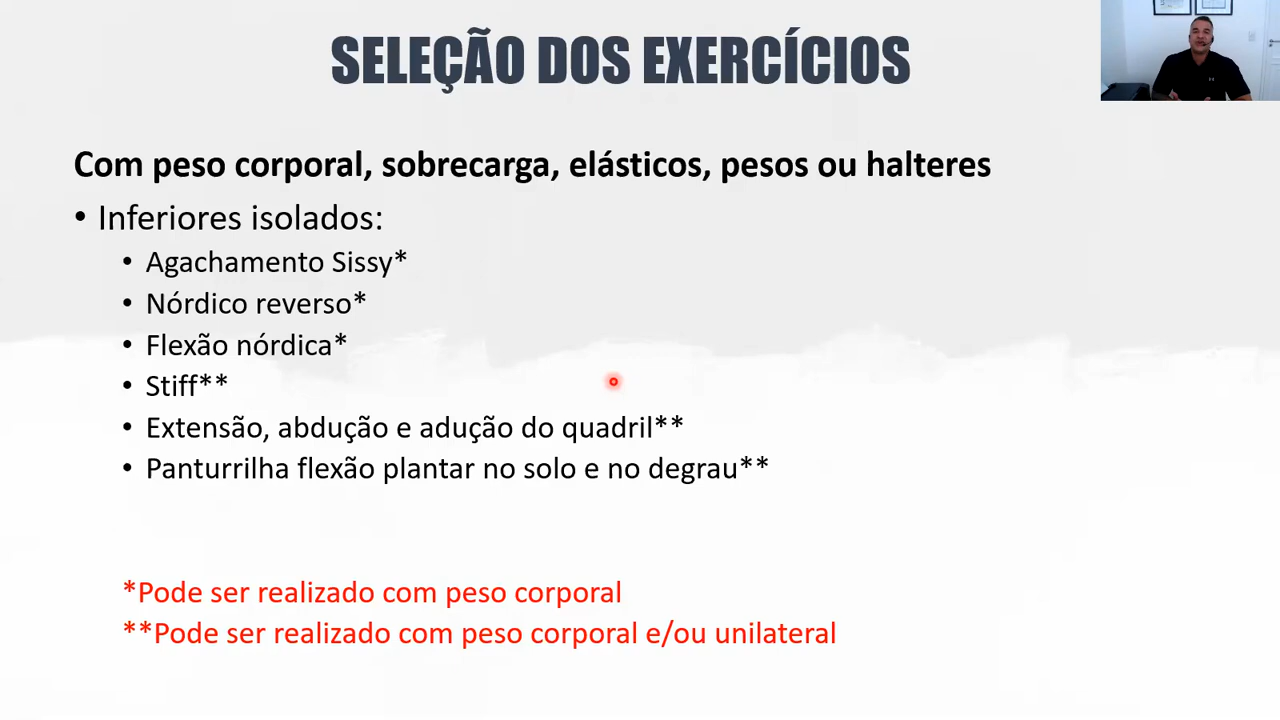 SELEÇÃO DOS EXERCÍCIOS
Com peso corporal, sobrecarga, elásticos, pesos ou halteres
• Inferiores isolados:
• Agachamento Sissy*
• Nórdico reverso*
• Flexão nórdica*
• Stiff**
• Extensão, abdução e adução do quadril**
• Panturrilha flexão plantar no solo e no degrau**
*Pode ser realizado com peso corporal
**Pode ser realizado com peso corporal e/ou unilateral